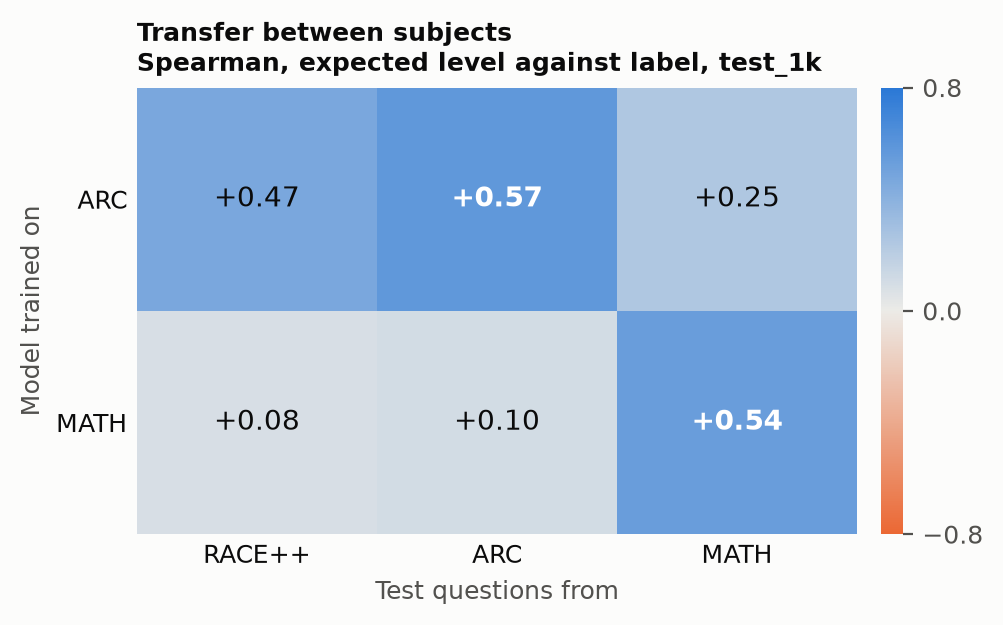 Transfer between subjects
Spearman, expected level against label, test_1k
0.8
ARC
+0.47
+0.57
+0.25
0.0
Model trained on
MATH
+0.08
+0.10
+0.54
−0.8
RACE++
ARC
MATH
Test questions from